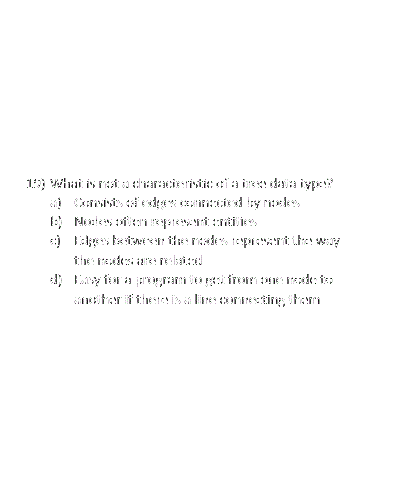 15) What is not a characteristic of a tree data type?
a) Consists of edges connected by nodes
b) Nodes often represent entities
c) Edges between the nodes represent the way
the nodes are related
d) Easy for a program to get from one node to
another if there is a line connecting them